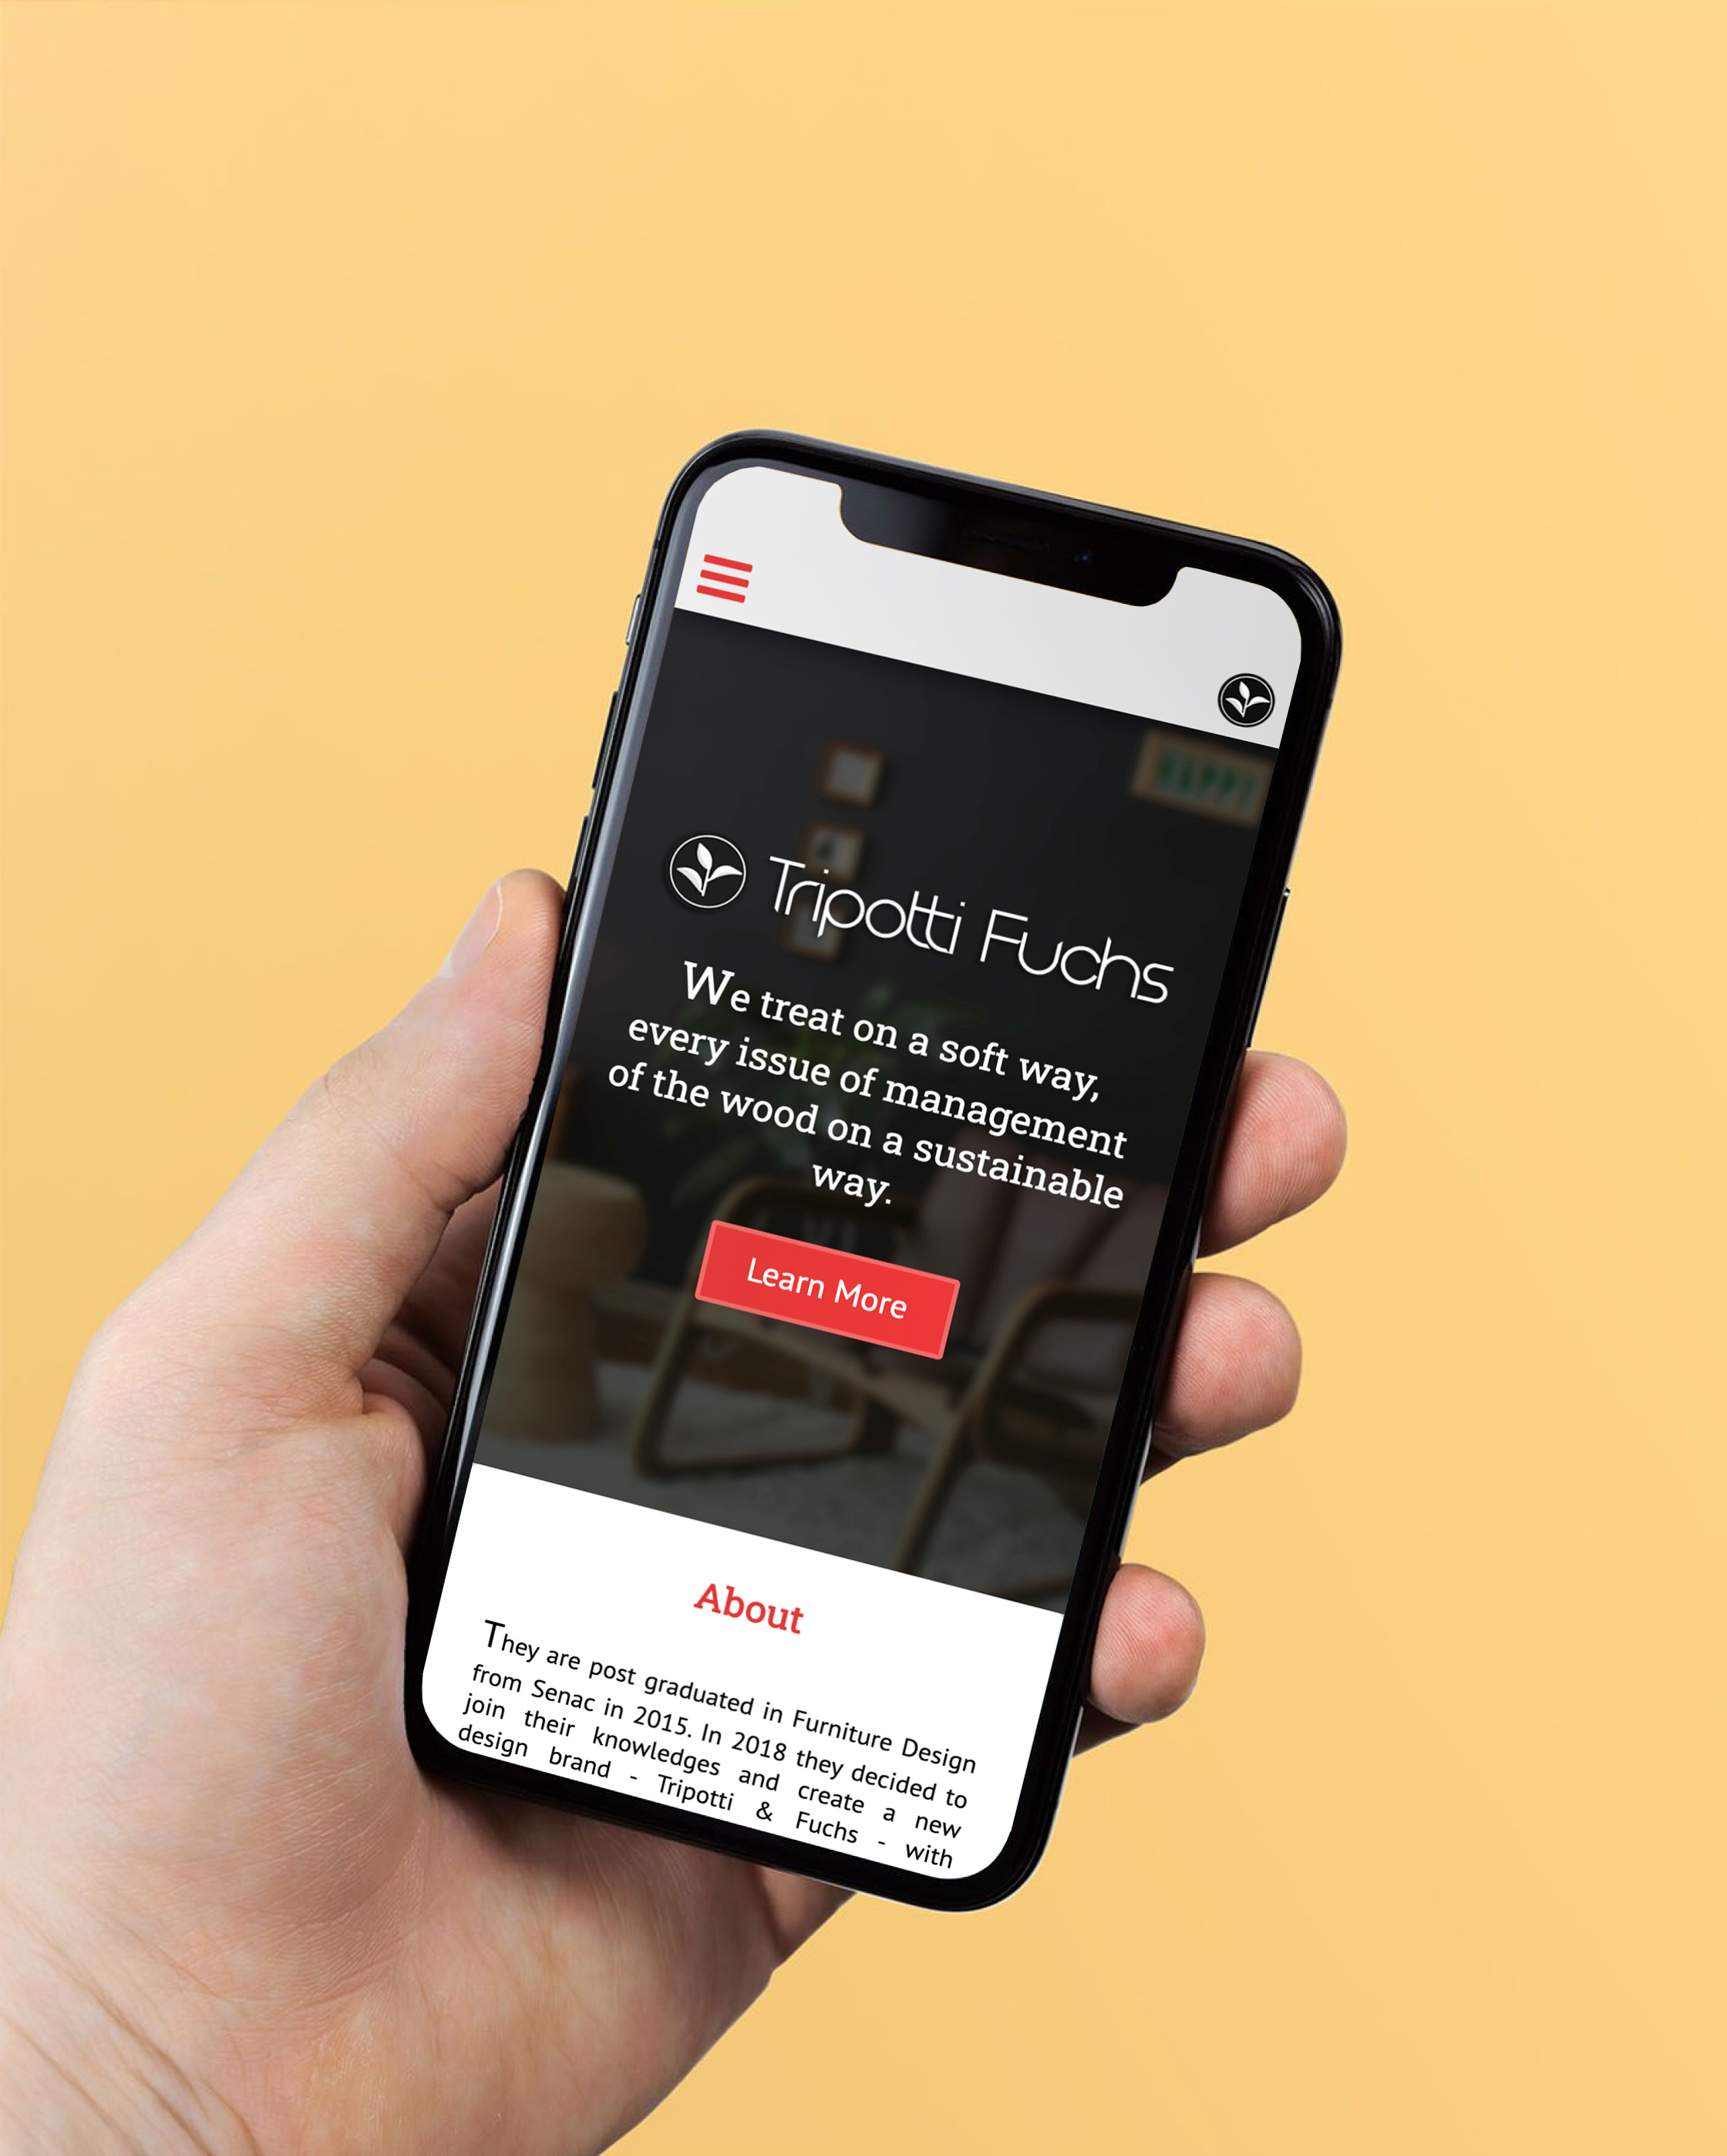 HAPPY
Tripotti Fuchs
We treat on a soft way,
every issue of management
of the wood on a sustainable
way.
Learn More
About
They are post graduated in Furniture Design
from Senac in 2015. In 2018 they decided to
join their knowledges and create a new
design brand - Tripotti & Fuchs - with